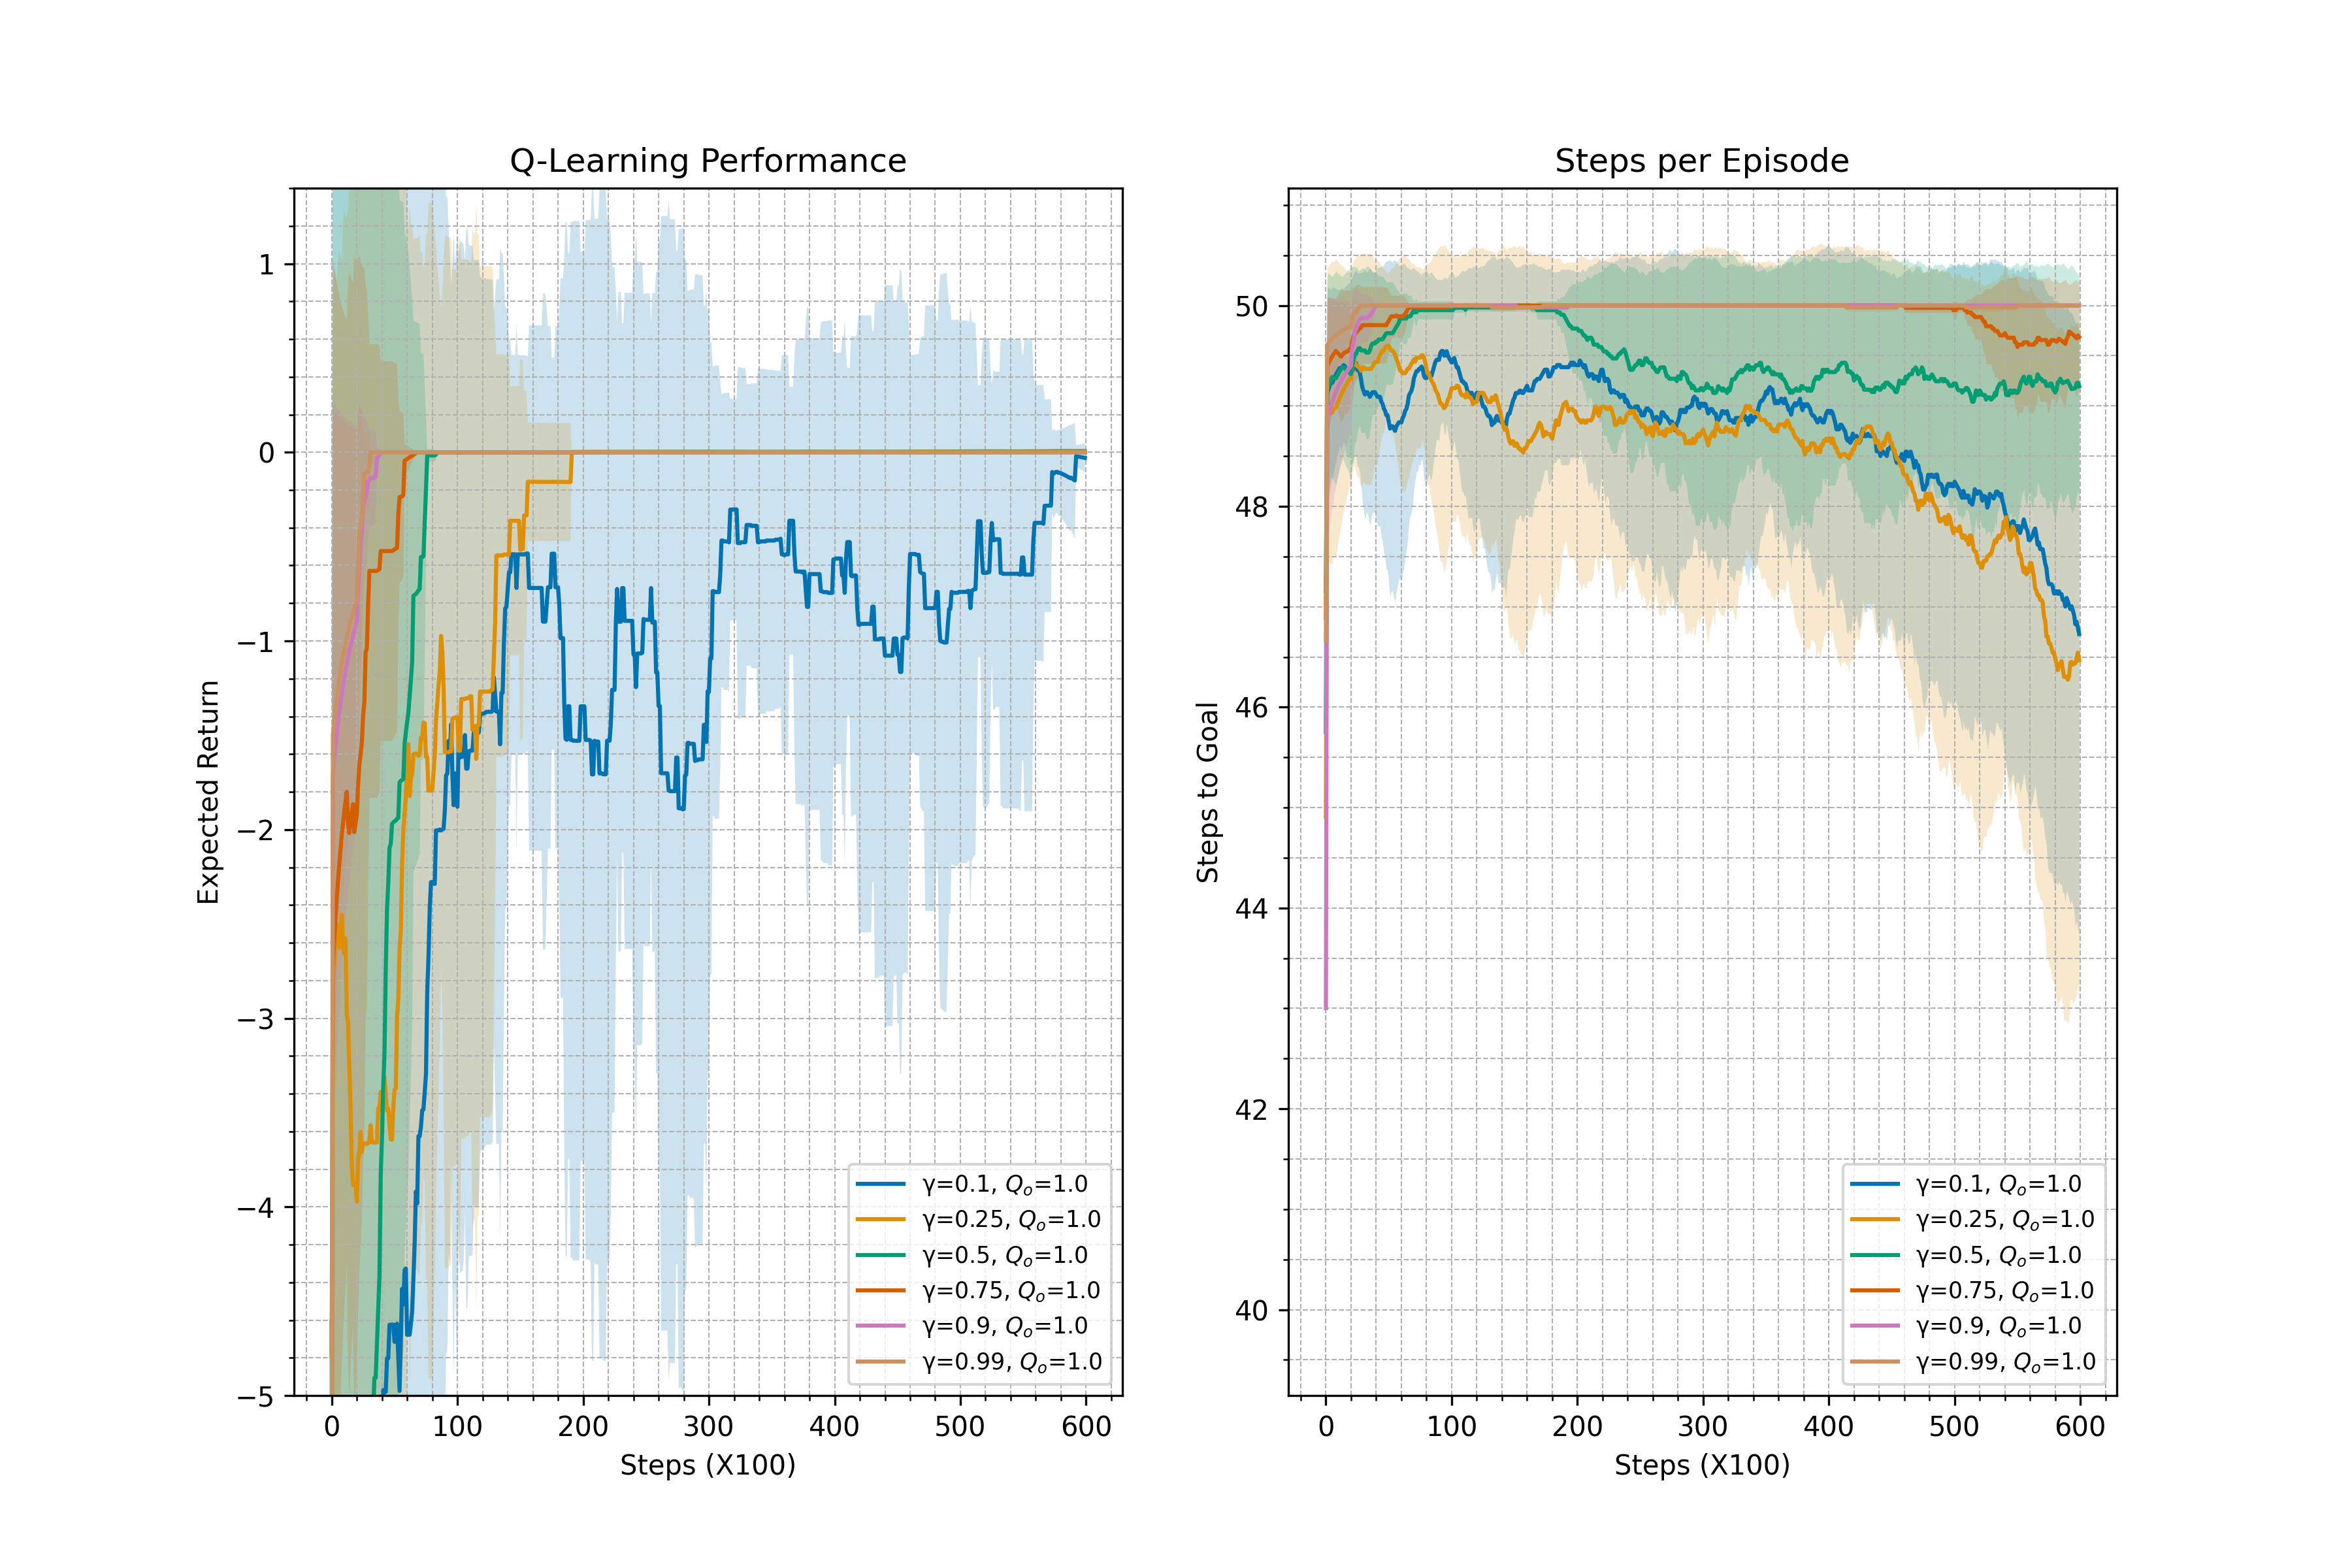 Q-Learning Performance
1
0
−1
−2
−3
−4
−5
Expected Return
0 100 200 300 400 500 600
Steps (X100)
γ=0.1, Qₒ=1.0
γ=0.25, Qₒ=1.0
γ=0.5, Qₒ=1.0
γ=0.75, Qₒ=1.0
γ=0.9, Qₒ=1.0
γ=0.99, Qₒ=1.0
Steps per Episode
50
48
46
44
42
40
Steps to Goal
0 100 200 300 400 500 600
Steps (X100)
γ=0.1, Qₒ=1.0
γ=0.25, Qₒ=1.0
γ=0.5, Qₒ=1.0
γ=0.75, Qₒ=1.0
γ=0.9, Qₒ=1.0
γ=0.99, Qₒ=1.0